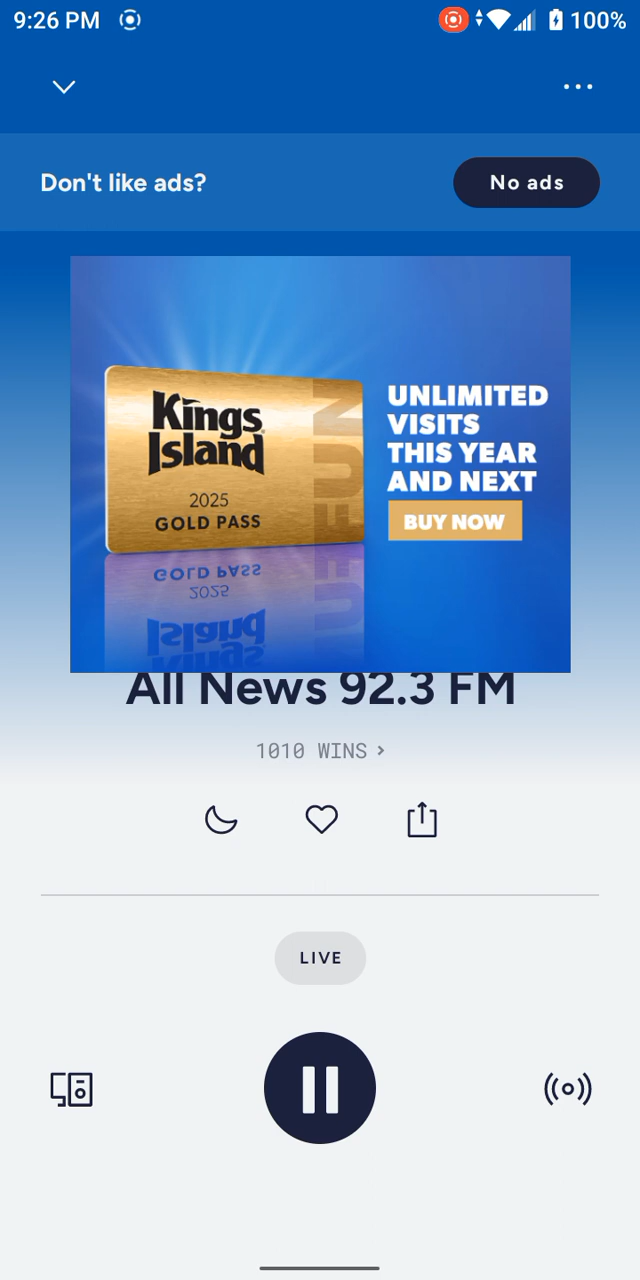 9:26 PM
100%
Don't like ads?
No ads
Kings
Island
2025
GOLD PASS
FUN
UNLIMITED
VISITS
THIS YEAR
AND NEXT
BUY NOW
GOLD PASS
2025
Island
Kings
All News 92.3 FM
1010 WINS >
LIVE